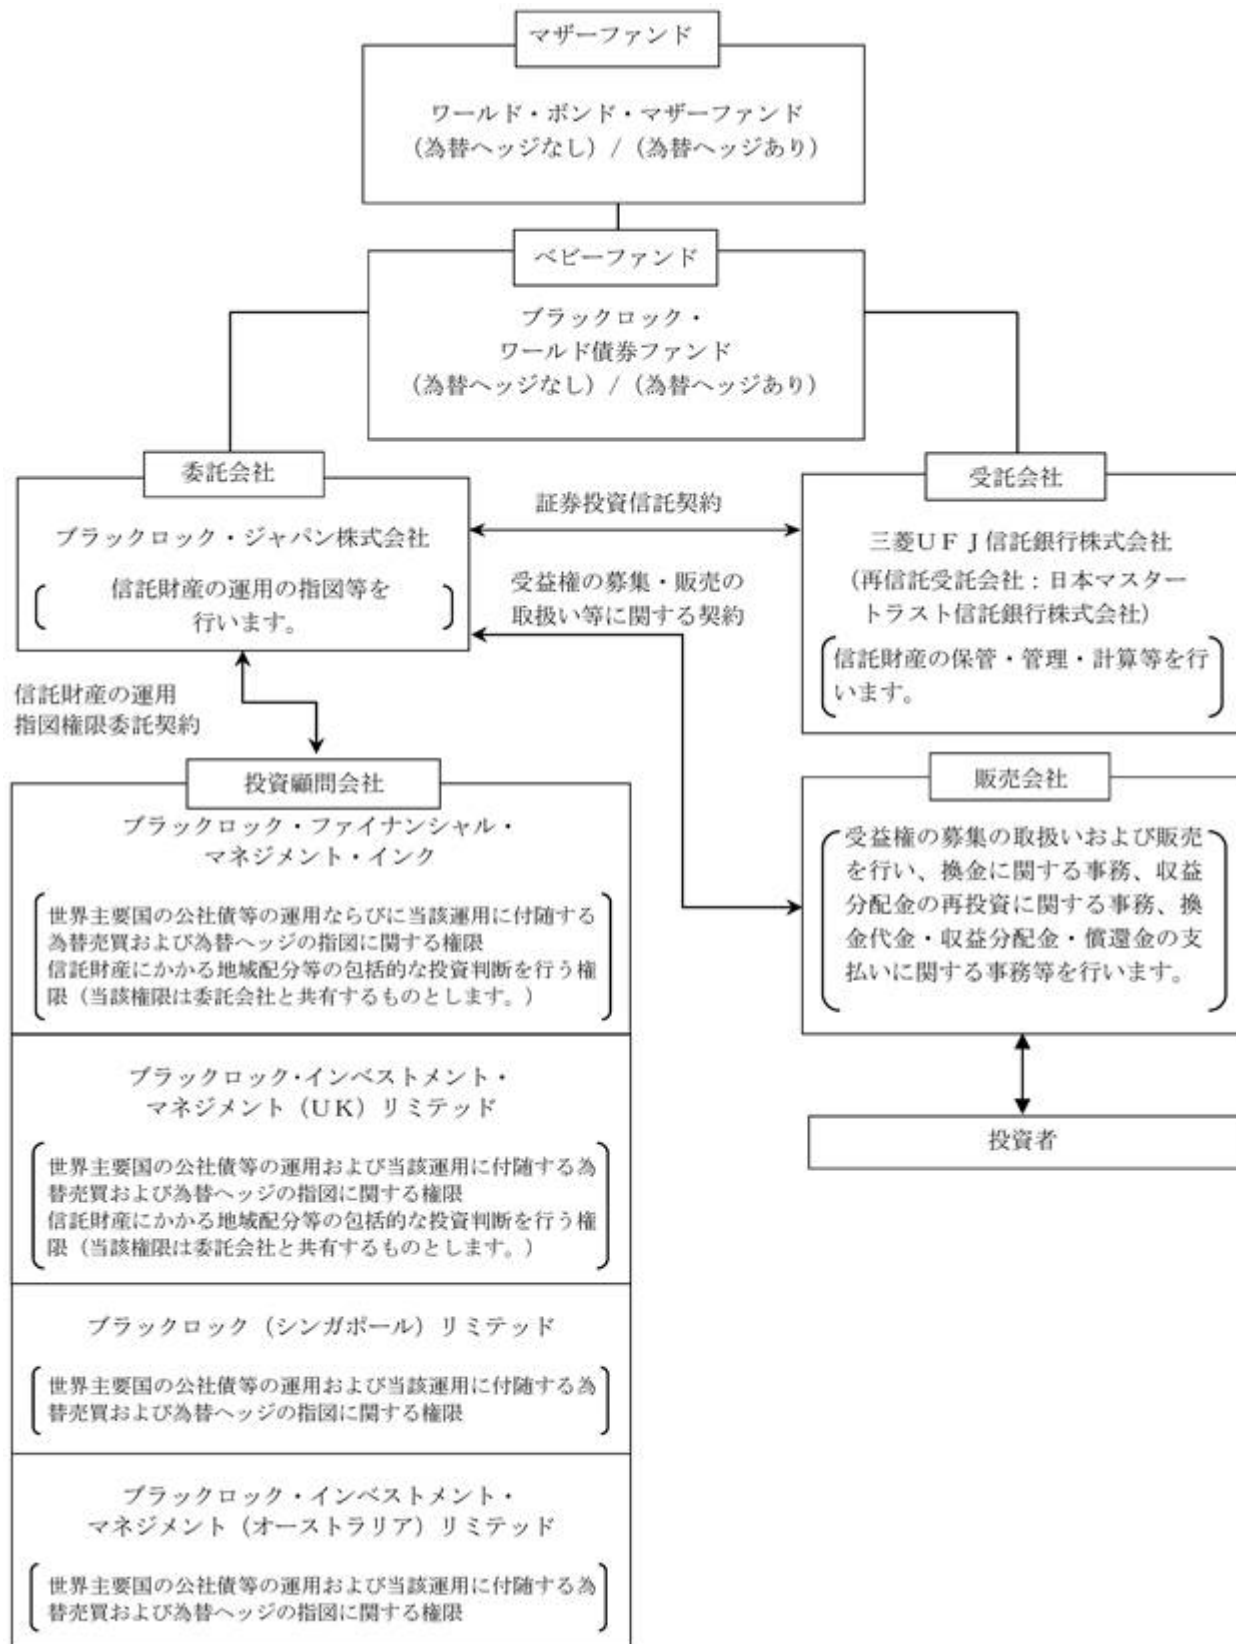 マザーファンド
ワールド・ボンド・マザーファンド
（為替ヘッジなし）/（為替ヘッジあり）
ベビーファンド
ブラックロック・
ワールド債券ファンド
（為替ヘッジなし）/（為替ヘッジあり）
委託会社
ブラックロック・ジャパン株式会社
信託財産の運用の指図等を
行います。
証券投資信託契約
受益権の募集・販売の
取扱い等に関する契約
受託会社
三菱ＵＦＪ信託銀行株式会社
（再信託受託会社：日本マスター
トラスト信託銀行株式会社）
信託財産の保管・管理・計算等を行
います。
信託財産の運用
指図権限委託契約
投資顧問会社
ブラックロック・ファイナンシャル・
マネジメント・インク
世界主要国の公社債等の運用ならびに当該運用に付随する
為替売買および為替ヘッジの指図に関する権限
信託財産にかかる地域配分等の包括的な投資判断を行う権
限（当該権限は委託会社と共有するものとします。）
ブラックロック・インベストメント・
マネジメント（ＵＫ）リミテッド
世界主要国の公社債等の運用および当該運用に付随する為
替売買および為替ヘッジの指図に関する権限
信託財産にかかる地域配分等の包括的な投資判断を行う権
限（当該権限は委託会社と共有するものとします。）
ブラックロック（シンガポール）リミテッド
世界主要国の公社債等の運用および当該運用に付随する為
替売買および為替ヘッジの指図に関する権限
ブラックロック・インベストメント・
マネジメント（オーストラリア）リミテッド
世界主要国の公社債等の運用および当該運用に付随する為
替売買および為替ヘッジの指図に関する権限
販売会社
受益権の募集の取扱いおよび販売
を行い、換金に関する事務、収益
分配金の再投資に関する事務、換
金代金・収益分配金・償還金の支
払いに関する事務等を行います。
投資者